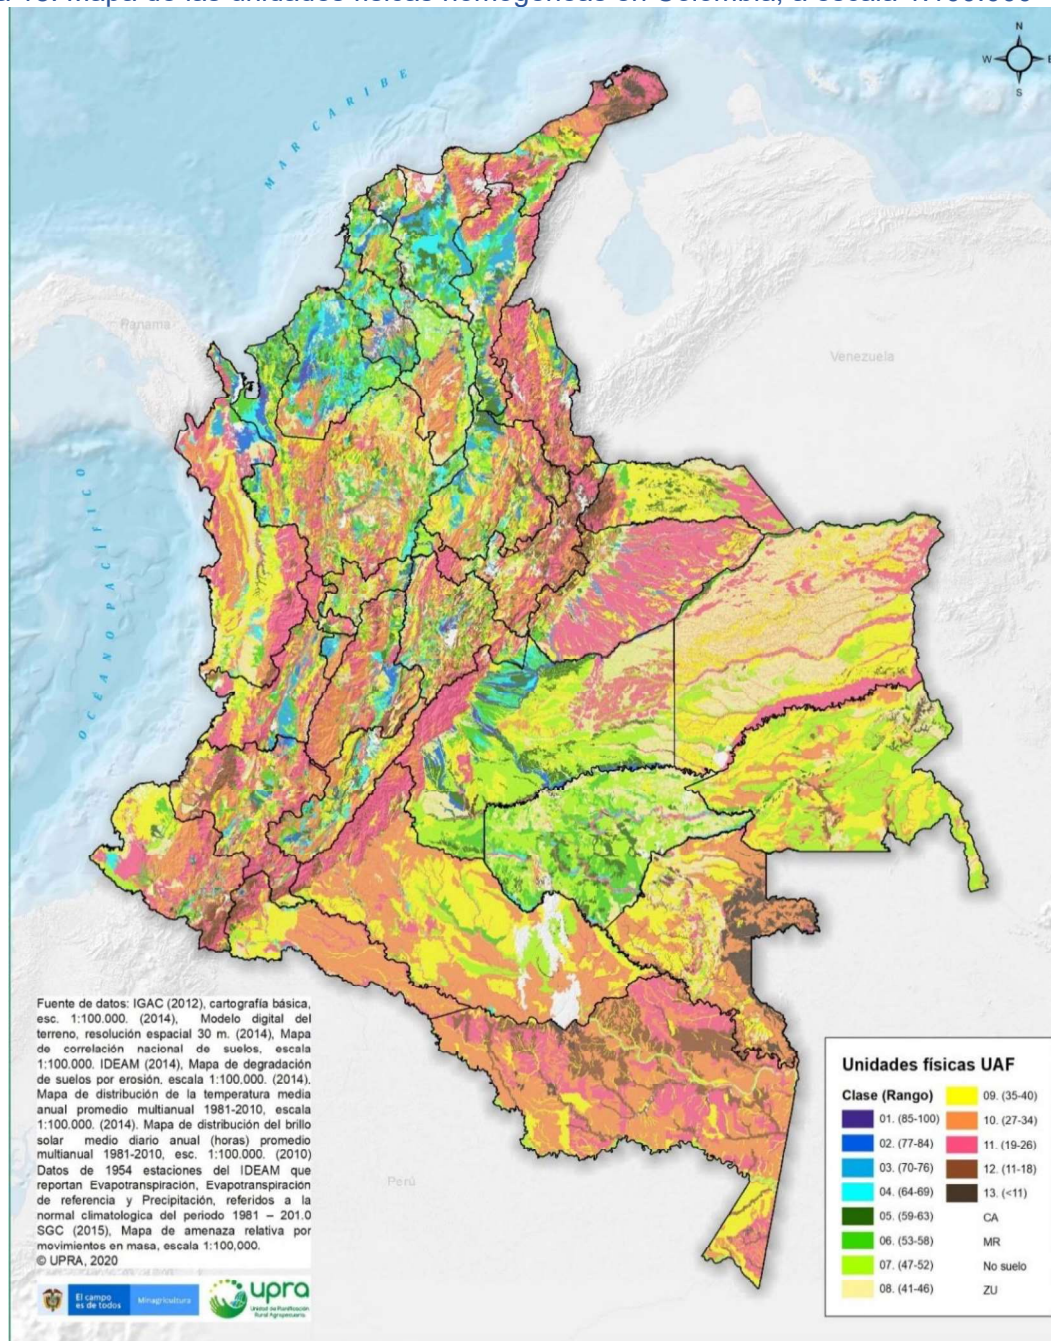 Mapa de las unidades físicas homogéneas en Colombia, a escala 1:100.000
N
W
E
S
MAR CARIBE
Panamá
Venezuela
OCÉANO PACÍFICO
Perú
Fuente de datos: IGAC (2012), cartografía básica,
esc. 1:100.000. (2014), Modelo digital del
terreno, resolución espacial 30 m. (2014), Mapa
de correlación nacional de suelos, escala
1:100.000. IDEAM (2014), Mapa de degradación
de suelos por erosión, escala 1:100,000. (2014).
Mapa de distribución de la temperatura media
anual promedio multianual 1981-2010, escala
1:100.000. (2014). Mapa de distribución del brillo
solar medio diario anual (horas) promedio
multianual 1981-2010, esc. 1:100.000. (2010)
Datos de 1954 estaciones del IDEAM que
reportan Evapotranspiración, Evapotranspiración
de referencia y Precipitación, referidos a la
normal climatologica del periodo 1981 – 201.0
SGC (2015), Mapa de amenaza relativa por
movimientos en masa, escala 1:100,000.
© UPRA, 2020
El campo
es de todos
Minagricultura
upra
Unidad de Planificación
Rural Agropecuaria
Unidades físicas UAF
Clase (Rango)
01. (85-100)
02. (77-84)
03. (70-76)
04. (64-69)
05. (59-63)
06. (53-58)
07. (47-52)
08. (41-46)
09. (35-40)
10. (27-34)
11. (19-26)
12. (11-18)
13. (<11)
CA
MR
No suelo
ZU